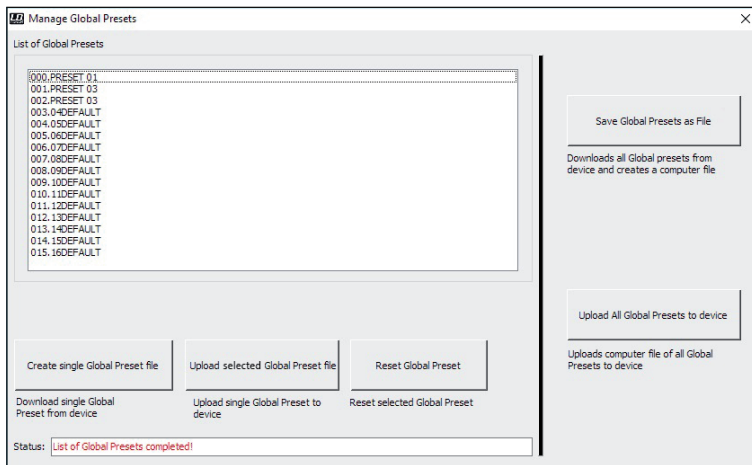 LD Manage Global Presets
List of Global Presets
000.PRESET 01
001.PRESET 03
002.PRESET 03
003.04DEFAULT
004.05DEFAULT
005.06DEFAULT
006.07DEFAULT
007.08DEFAULT
008.09DEFAULT
009.10DEFAULT
010.11DEFAULT
011.12DEFAULT
012.13DEFAULT
013.14DEFAULT
014.15DEFAULT
015.16DEFAULT
Save Global Presets as File
Downloads all Global presets from
device and creates a computer file
Upload All Global Presets to device
Uploads computer file of all Global
Presets to device
Create single Global Preset file
Download single Global
Preset from device
Upload selected Global Preset file
Upload single Global Preset to
device
Reset Global Preset
Reset selected Global Preset
Status: List of Global Presets completed!